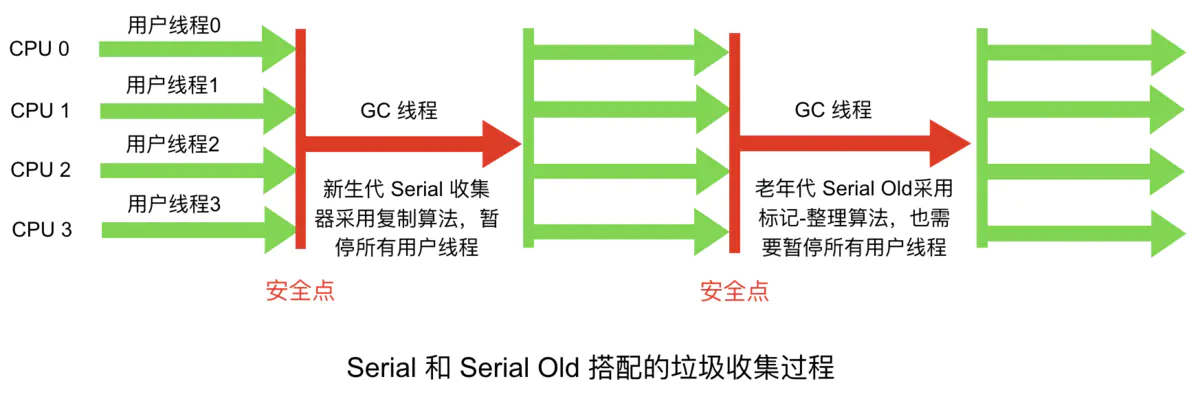 用户线程0
CPU 0
用户线程1
CPU 1
用户线程2
CPU 2
用户线程3
CPU 3
GC 线程
新生代 Serial 收集
器采用复制算法，暂
停所有用户线程
安全点
GC 线程
老年代 Serial Old采用
标记-整理算法，也需
要暂停所有用户线程
安全点
Serial 和 Serial Old 搭配的垃圾收集过程